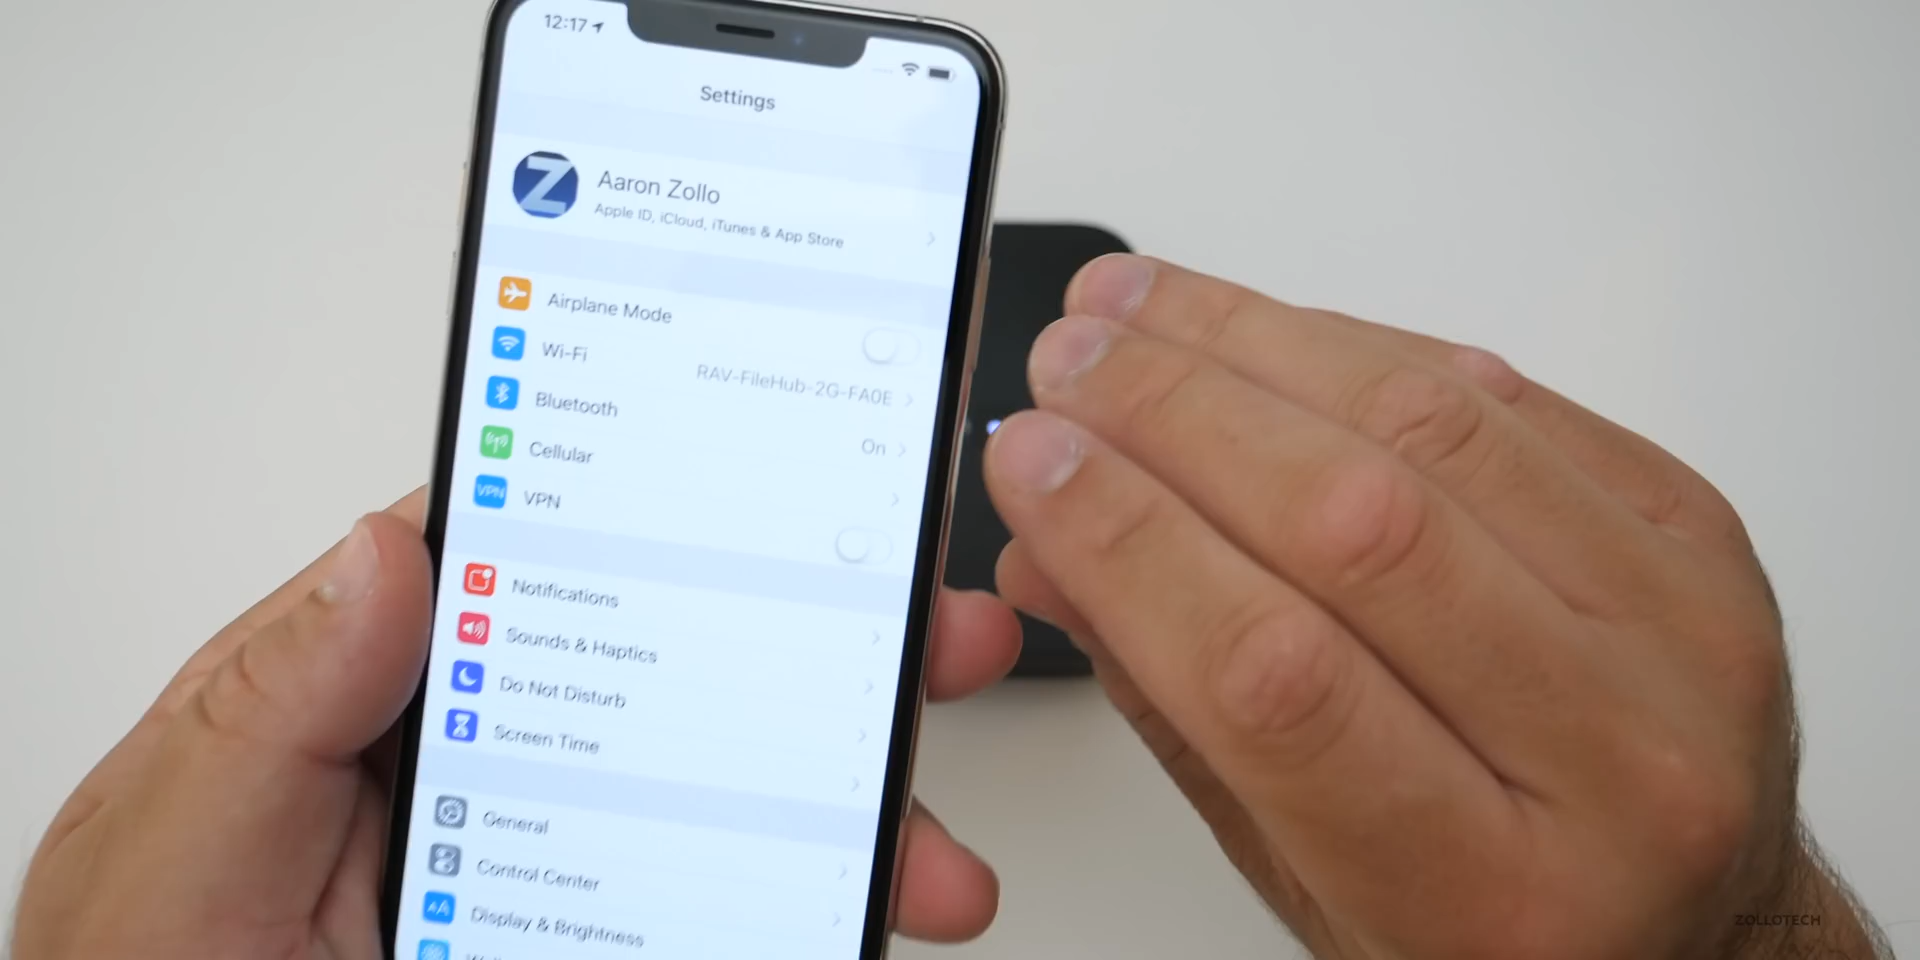 12:17
Settings
Z
Aaron Zollo
Apple ID, iCloud, iTunes & App Store
Airplane Mode
Wi-Fi
RAV-FileHub-2G-FA0E
Bluetooth
On
Cellular
VPN VPN
Notifications
Sounds & Haptics
Do Not Disturb
Screen Time
General
Control Center
AA Display & Brightness
ZOLLOTECH